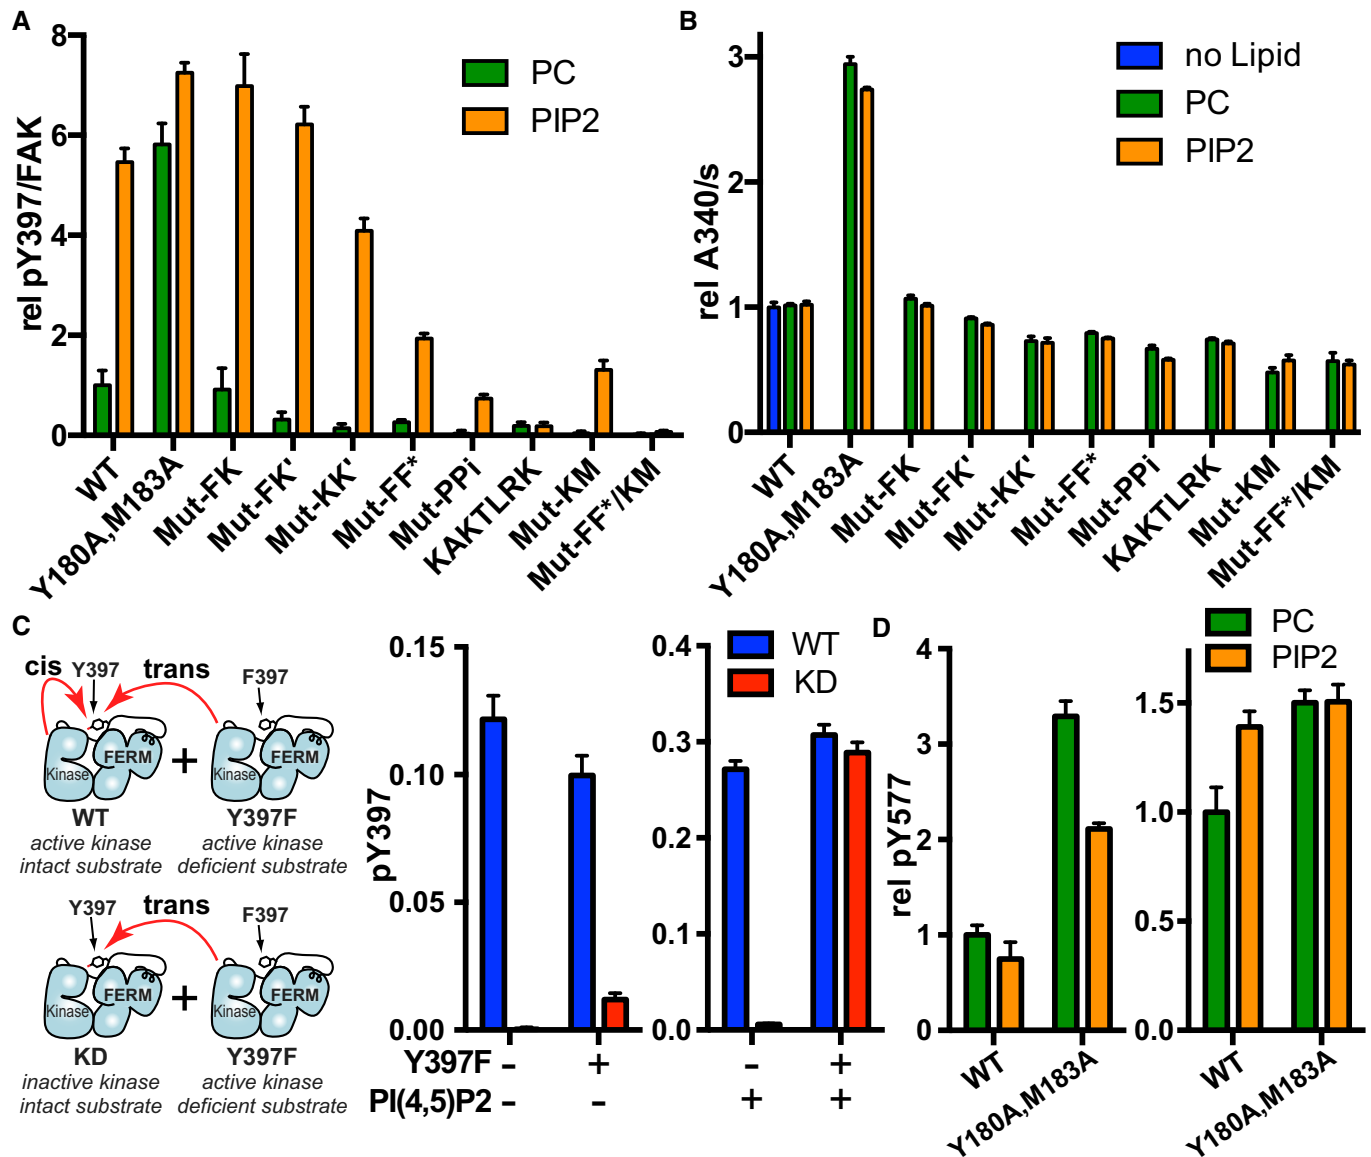 A
8
6
4
2
0
rel pY397/FAK
PC
PIP2
WT
Y180A,M183A
Mut-FK
Mut-FK'
Mut-KK'
Mut-FF*
Mut-PPi
KAKTLRK
Mut-KM
Mut-FF*/KM
B
3
2
1
0
rel A340/s
no Lipid
PC
PIP2
WT
Y180A,M183A
Mut-FK
Mut-FK'
Mut-KK'
Mut-FF*
Mut-PPi
KAKTLRK
Mut-KM
Mut-FF*/KM
C
cis Y397 trans F397
Kinase FERM + Kinase FERM
WT Y397F
active kinase active kinase
intact substrate deficient substrate
Y397 trans F397
Kinase FERM + Kinase FERM
KD Y397F
inactive kinase active kinase
intact substrate deficient substrate
pY397
0.15
0.10
0.05
0.00
0.4
0.3
0.2
0.1
0.0
WT
KD
Y397F - + - +
PI(4,5)P2 - - + +
D
PC
PIP2
rel pY577
4
3
2
1
0
WT
Y180A,M183A
1.5
1.0
0.5
0.0
WT
Y180A,M183A